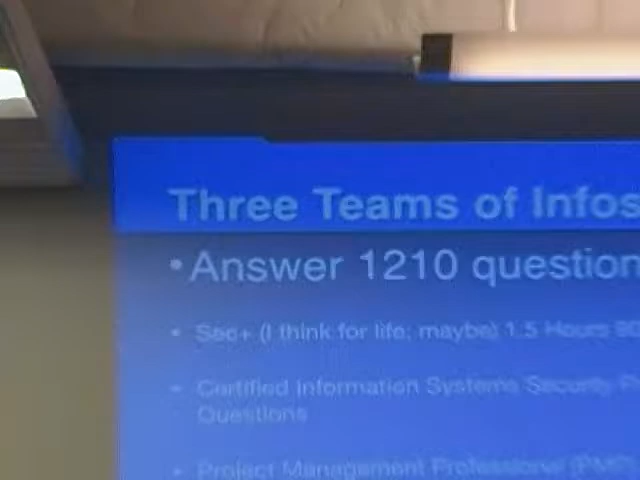 Three Teams of Infos
•Answer 1210 question
• Sec+ (I think for life; maybe) 1.5 Hours 90
• Certified Information Systems Security P
Questions
• Project Management Professional (PMP)